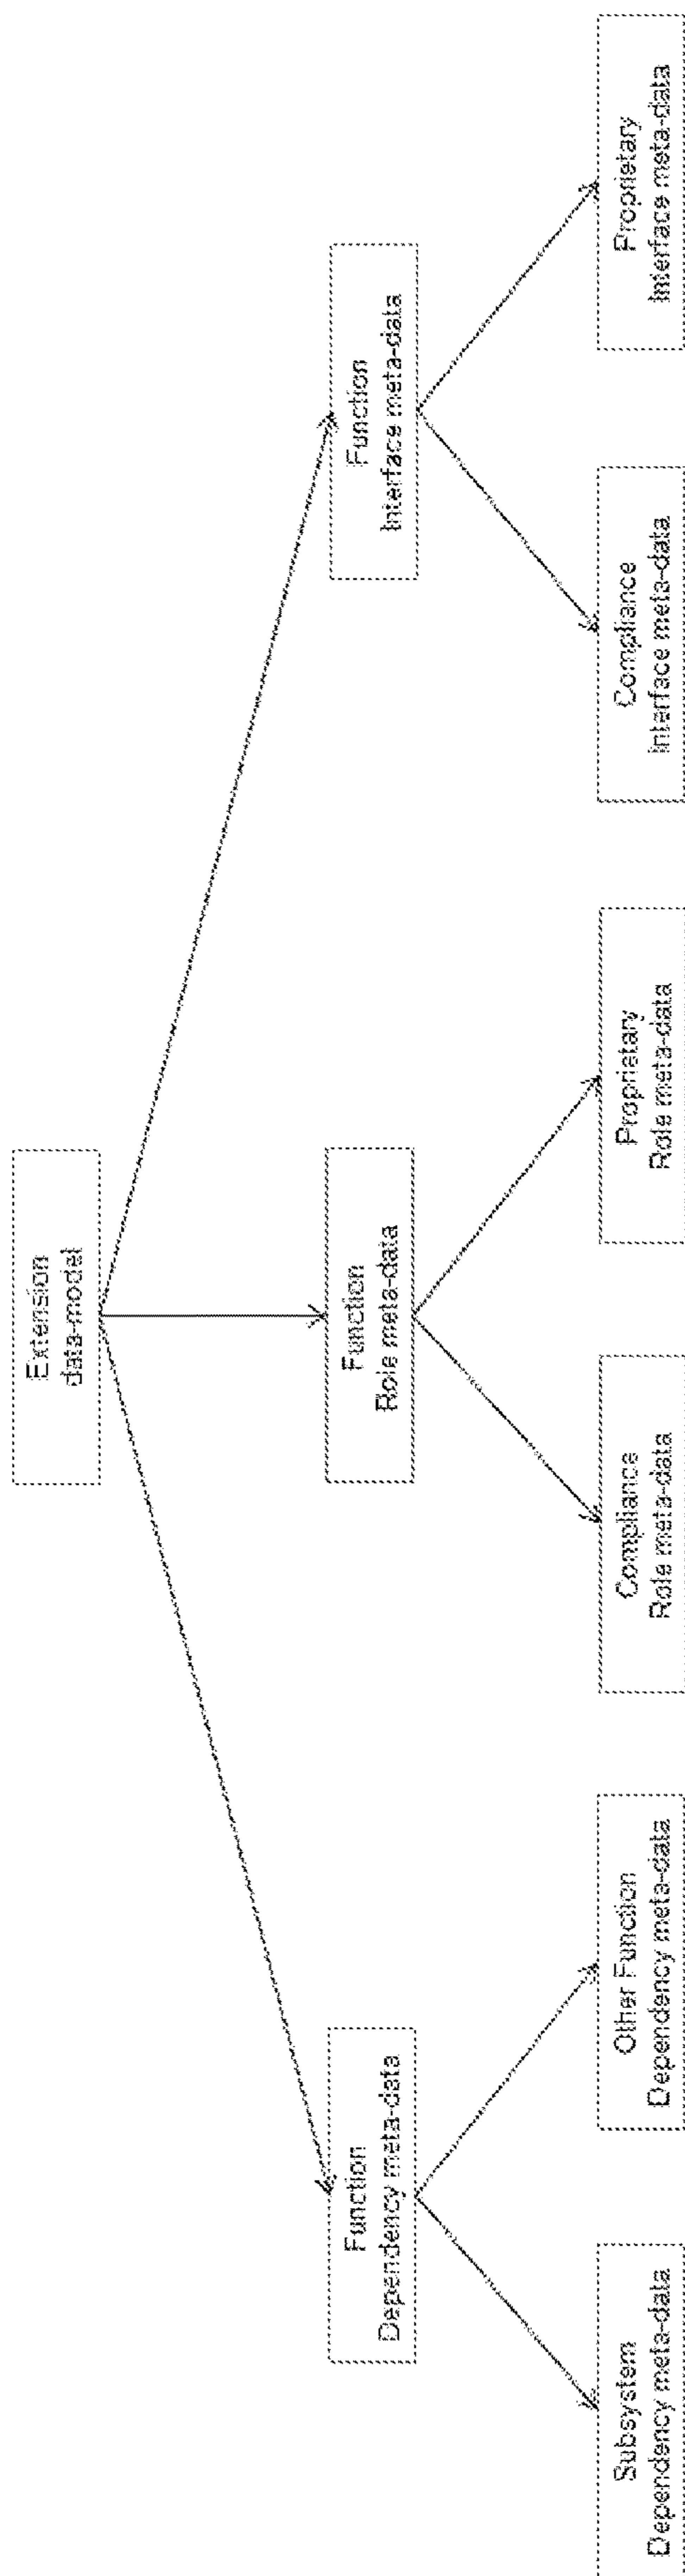 Extension
data-model
Function
Dependency meta-data
Function
Role meta-data
Function
Interface meta-data
Subsystem
Dependency meta-data
Other Function
Dependency meta-data
Compliance
Role meta-data
Proprietary
Role meta-data
Compliance
Interface meta-data
Proprietary
Interface meta-data